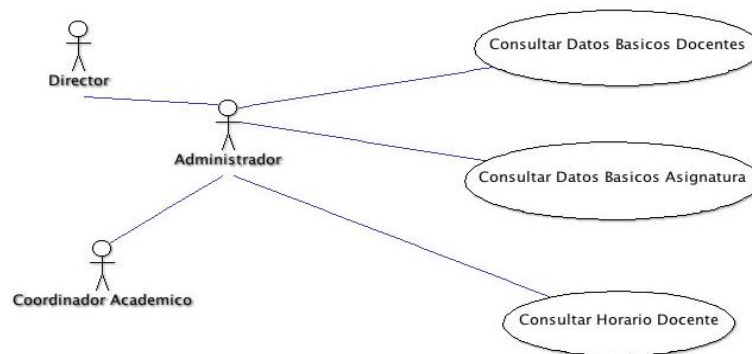 Consultar Datos Basicos Docentes
Director
Administrador
Consultar Datos Basicos Asignatura
Coordinador Academico
Consultar Horario Docente